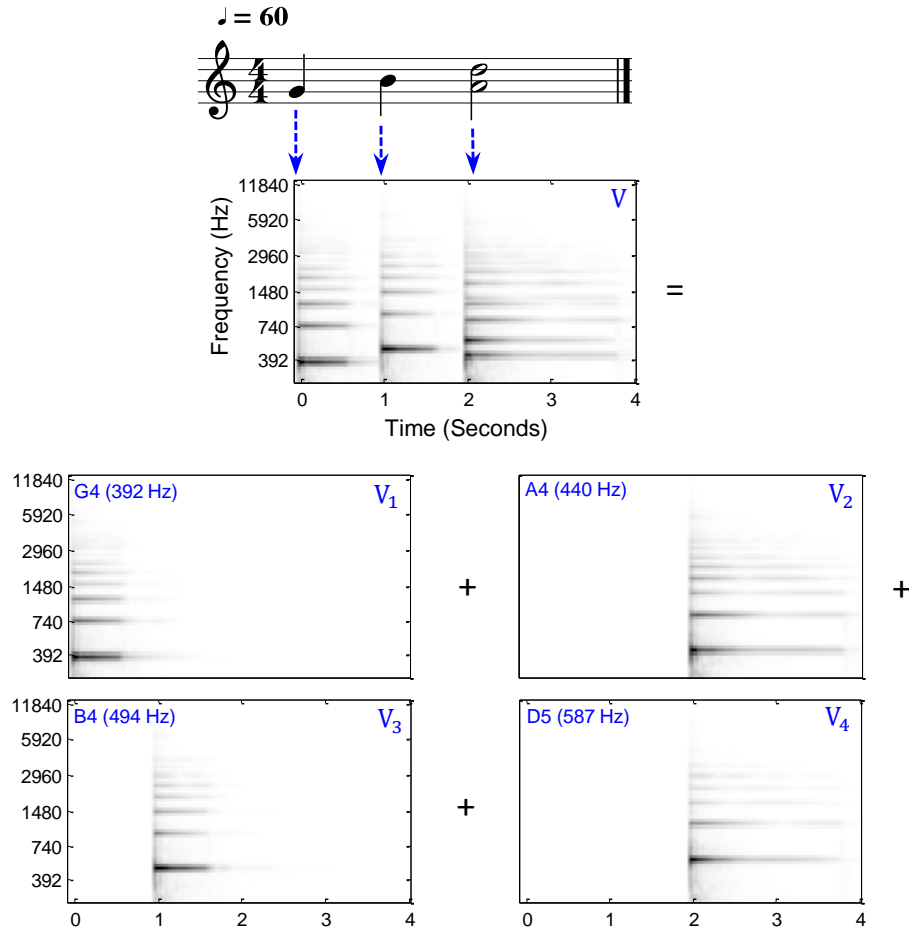 ♩ = 60
4
4
V
11840
5920
2960
1480
740
392
Frequency (Hz)
0 1 2 3 4
Time (Seconds)
=
G4 (392 Hz) V₁
11840
5920
2960
1480
740
392
+
A4 (440 Hz) V₂
+
B4 (494 Hz) V₃
11840
5920
2960
1480
740
392
0 1 2 3 4
+
D5 (587 Hz) V₄
0 1 2 3 4